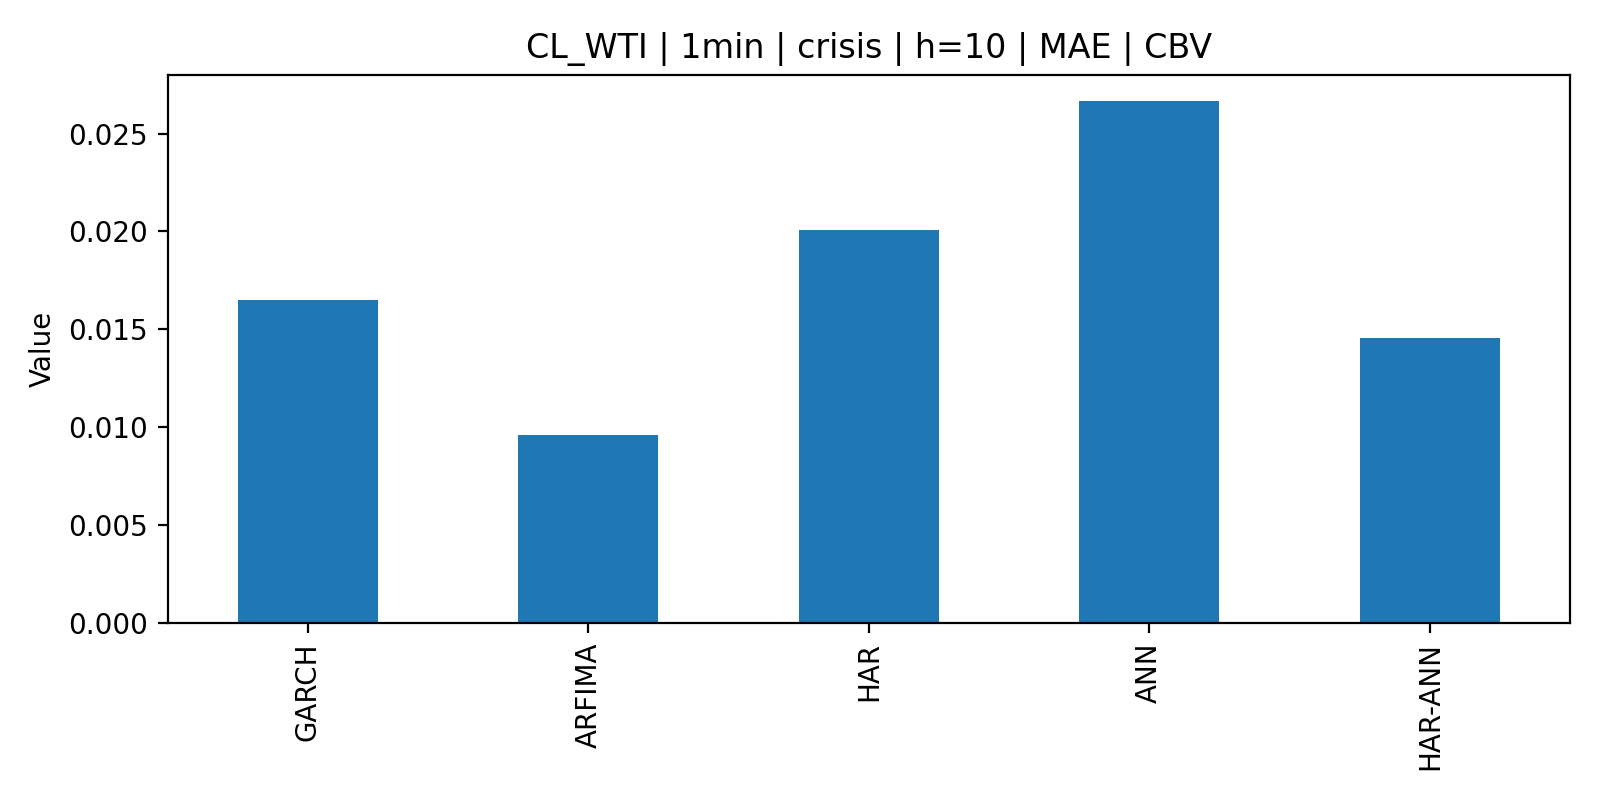 CL_WTI | 1min | crisis | h=10 | MAE | CBV
Value
0.025
0.020
0.015
0.010
0.005
0.000
GARCH
ARFIMA
HAR
ANN
HAR-ANN